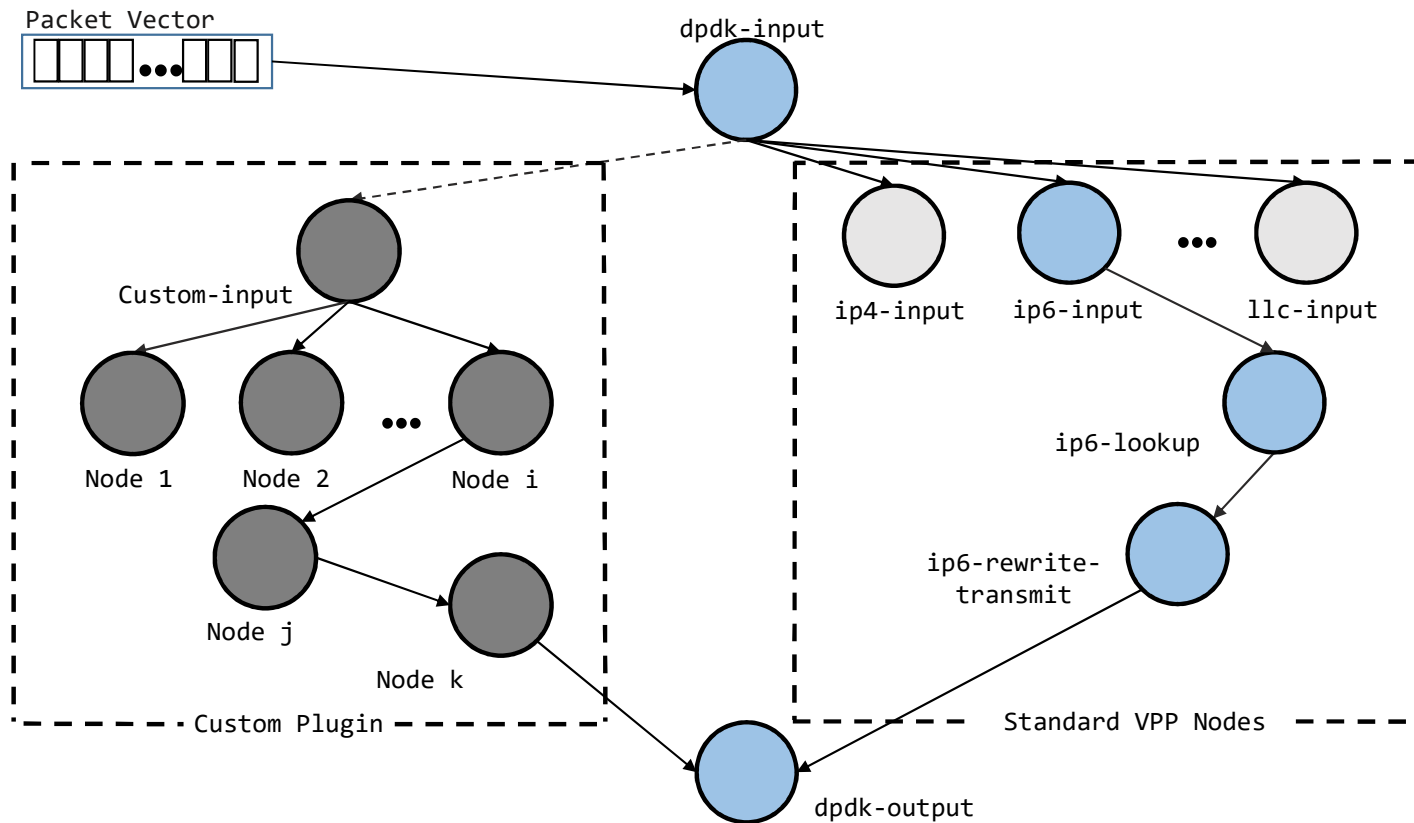 Packet Vector
dpdk-input
Custom-input
ip4-input
ip6-input
llc-input
Node 1
Node 2
Node i
ip6-lookup
Node j
Node k
ip6-rewrite-
transmit
Custom Plugin
Standard VPP Nodes
dpdk-output